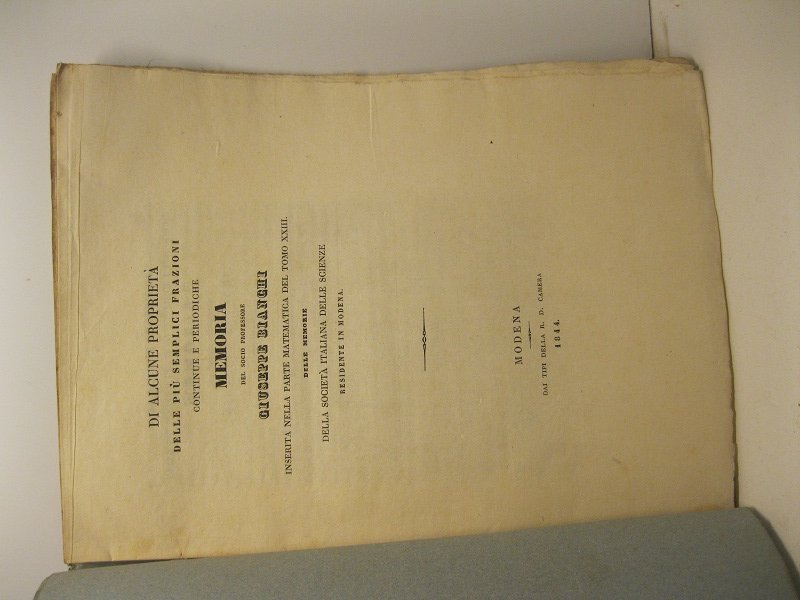 DI ALCUNE PROPRIETÀ
DELLE PIÙ SEMPLICI FRAZIONI
CONTINUE E PERIODICHE
MEMORIA
DEL SOCIO PROFESSORE
GIUSEPPE BIANCHI
INSERITA NELLA PARTE MATEMATICA DEL TOMO XXIII.
DELLE MEMORIE
DELLA SOCIETÀ ITALIANA DELLE SCIENZE
RESIDENTE IN MODENA.
MODENA
DAI TIPI DELLA R. D. CAMERA
1844.